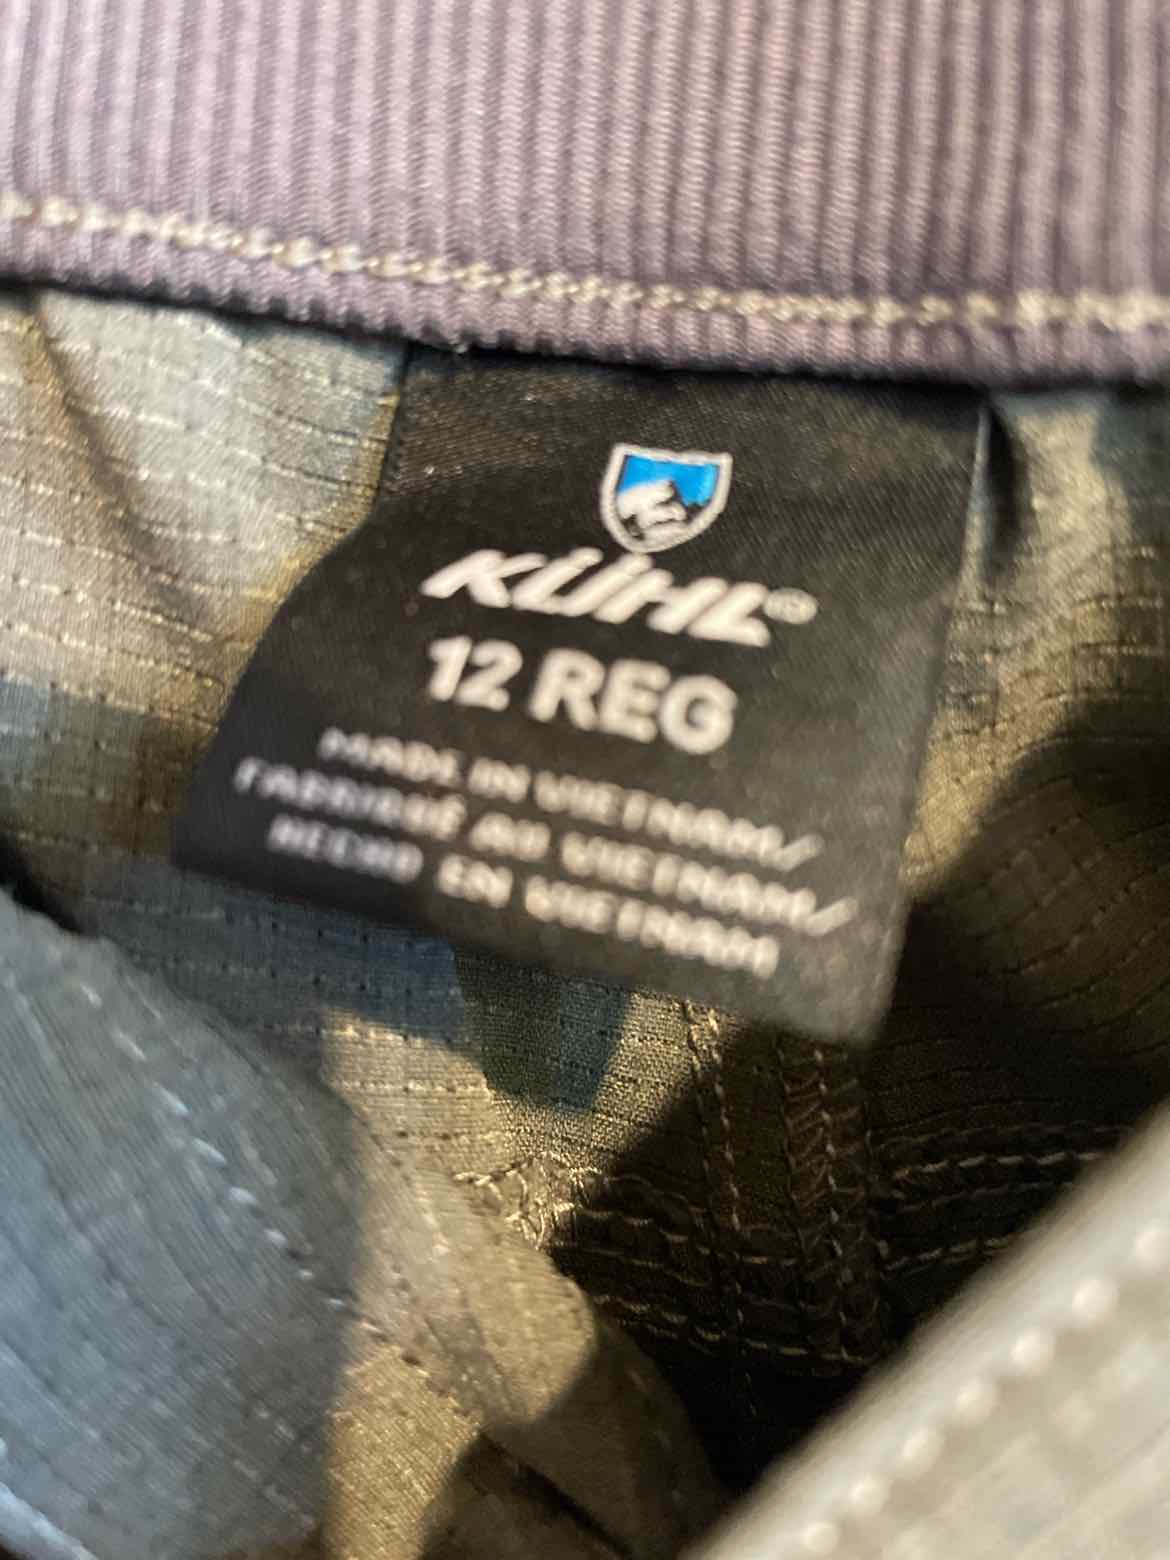 KÜHL®
12 REG
MADE IN VIETNAM/
FABRIQUÉ AU VIETNAM/
HECHO EN VIETNAM